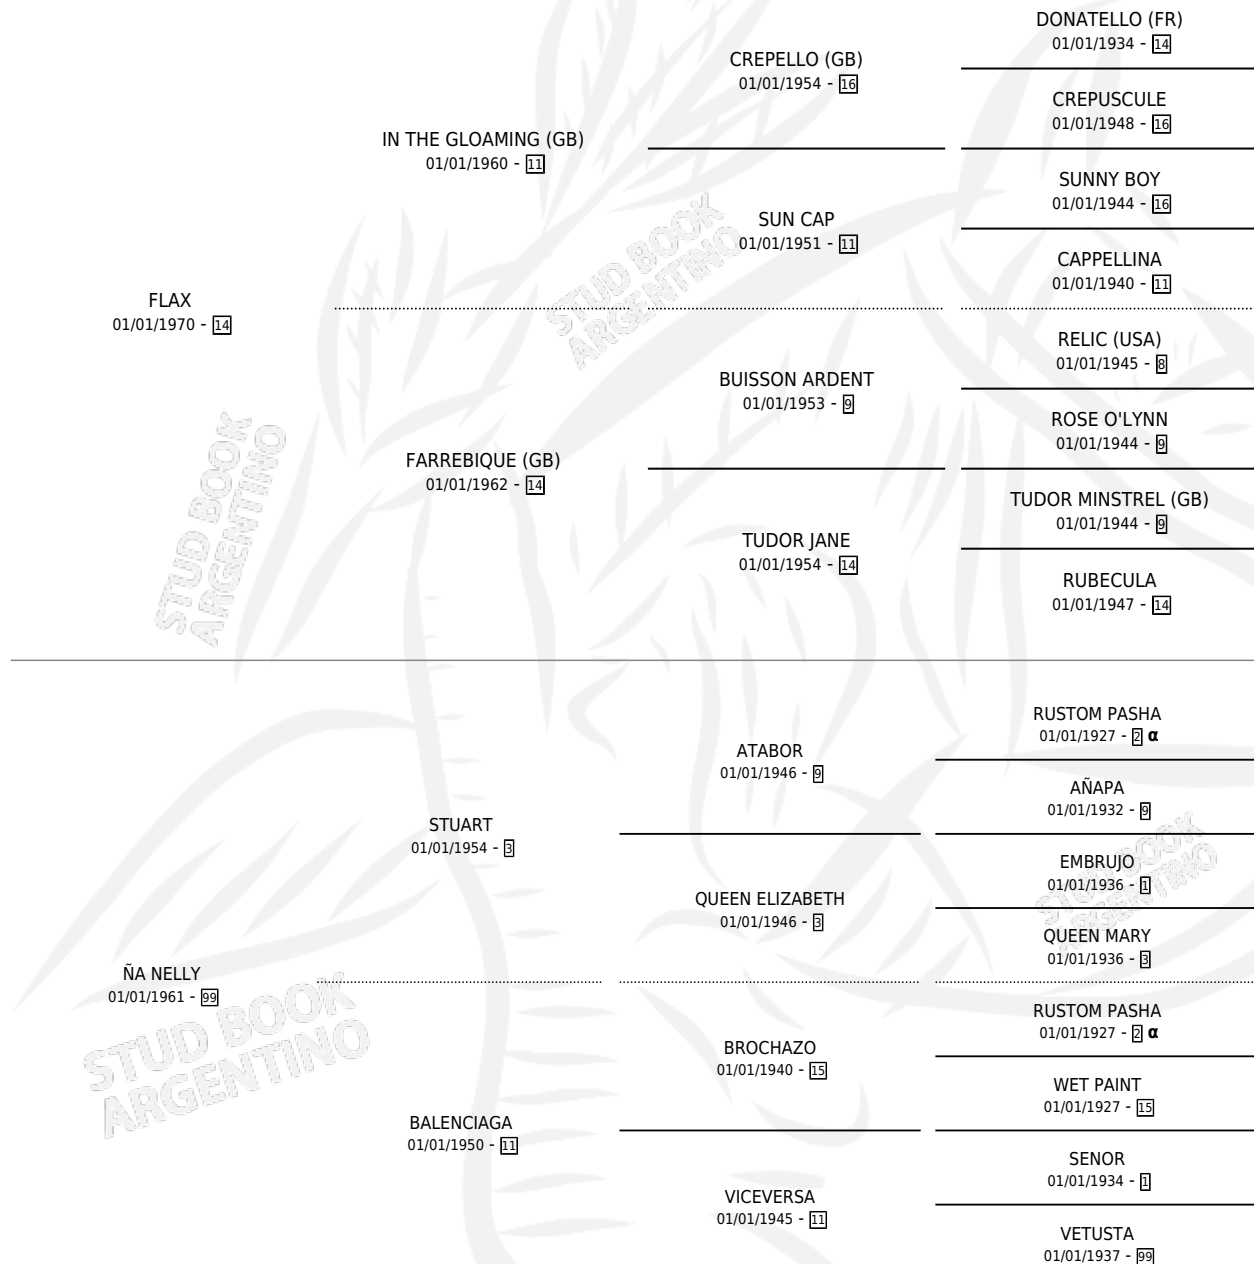 DONATELLO (FR)
01/01/1934 - 14
CREPELLO (GB)
01/01/1954 - 16
CREPUSCULE
01/01/1948 - 16
IN THE GLOAMING (GB)
01/01/1960 - 11
SUNNY BOY
01/01/1944 - 16
SUN CAP
01/01/1951 - 11
CAPPELLINA
01/01/1940 - 11
FLAX
01/01/1970 - 14
RELIC (USA)
01/01/1945 - 8
BUISSON ARDENT
01/01/1953 - 9
ROSE O'LYNN
01/01/1944 - 9
FARREBIQUE (GB)
01/01/1962 - 14
TUDOR MINSTREL (GB)
01/01/1944 - 9
TUDOR JANE
01/01/1954 - 14
RUBECULA
01/01/1947 - 14
RUSTOM PASHA
01/01/1927 - 2 α
ATABOR
01/01/1946 - 9
AÑAPA
01/01/1932 - 9
STUART
01/01/1954 - 3
EMBRUJO
01/01/1936 - 1
QUEEN ELIZABETH
01/01/1946 - 3
QUEEN MARY
01/01/1936 - 3
ÑA NELLY
01/01/1961 - 99
RUSTOM PASHA
01/01/1927 - 2 α
BROCHAZO
01/01/1940 - 15
WET PAINT
01/01/1927 - 15
BALENCIAGA
01/01/1950 - 11
SENOR
01/01/1934 - 1
VICEVERSA
01/01/1945 - 11
VETUSTA
01/01/1937 - 99
STUD BOOK
ARGENTINO
STUD BOOK
ARGENTINO
STUD BOOK
ARGENTINO
STUD BOOK
ARGENTINO